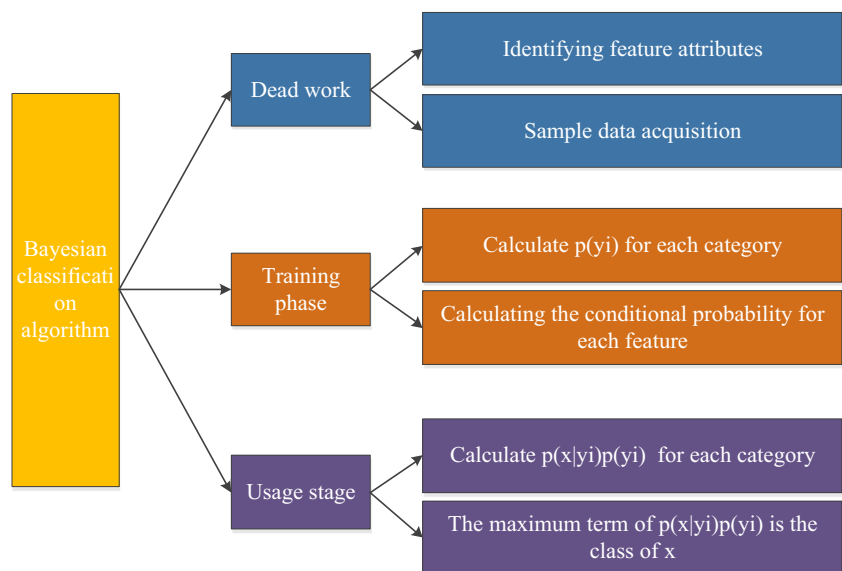 Bayesian
classificati
on
algorithm
Dead work
Identifying feature attributes
Sample data acquisition
Training
phase
Calculate p(yi) for each category
Calculating the conditional probability for
each feature
Usage stage
Calculate p(x|yi)p(yi)  for each category
The maximum term of p(x|yi)p(yi) is the
class of x